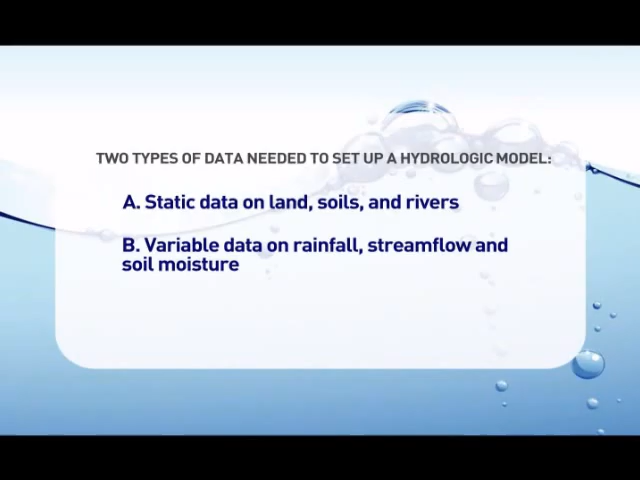 TWO TYPES OF DATA NEEDED TO SET UP A HYDROLOGIC MODEL:
A. Static data on land, soils, and rivers
B. Variable data on rainfall, streamflow and
soil moisture